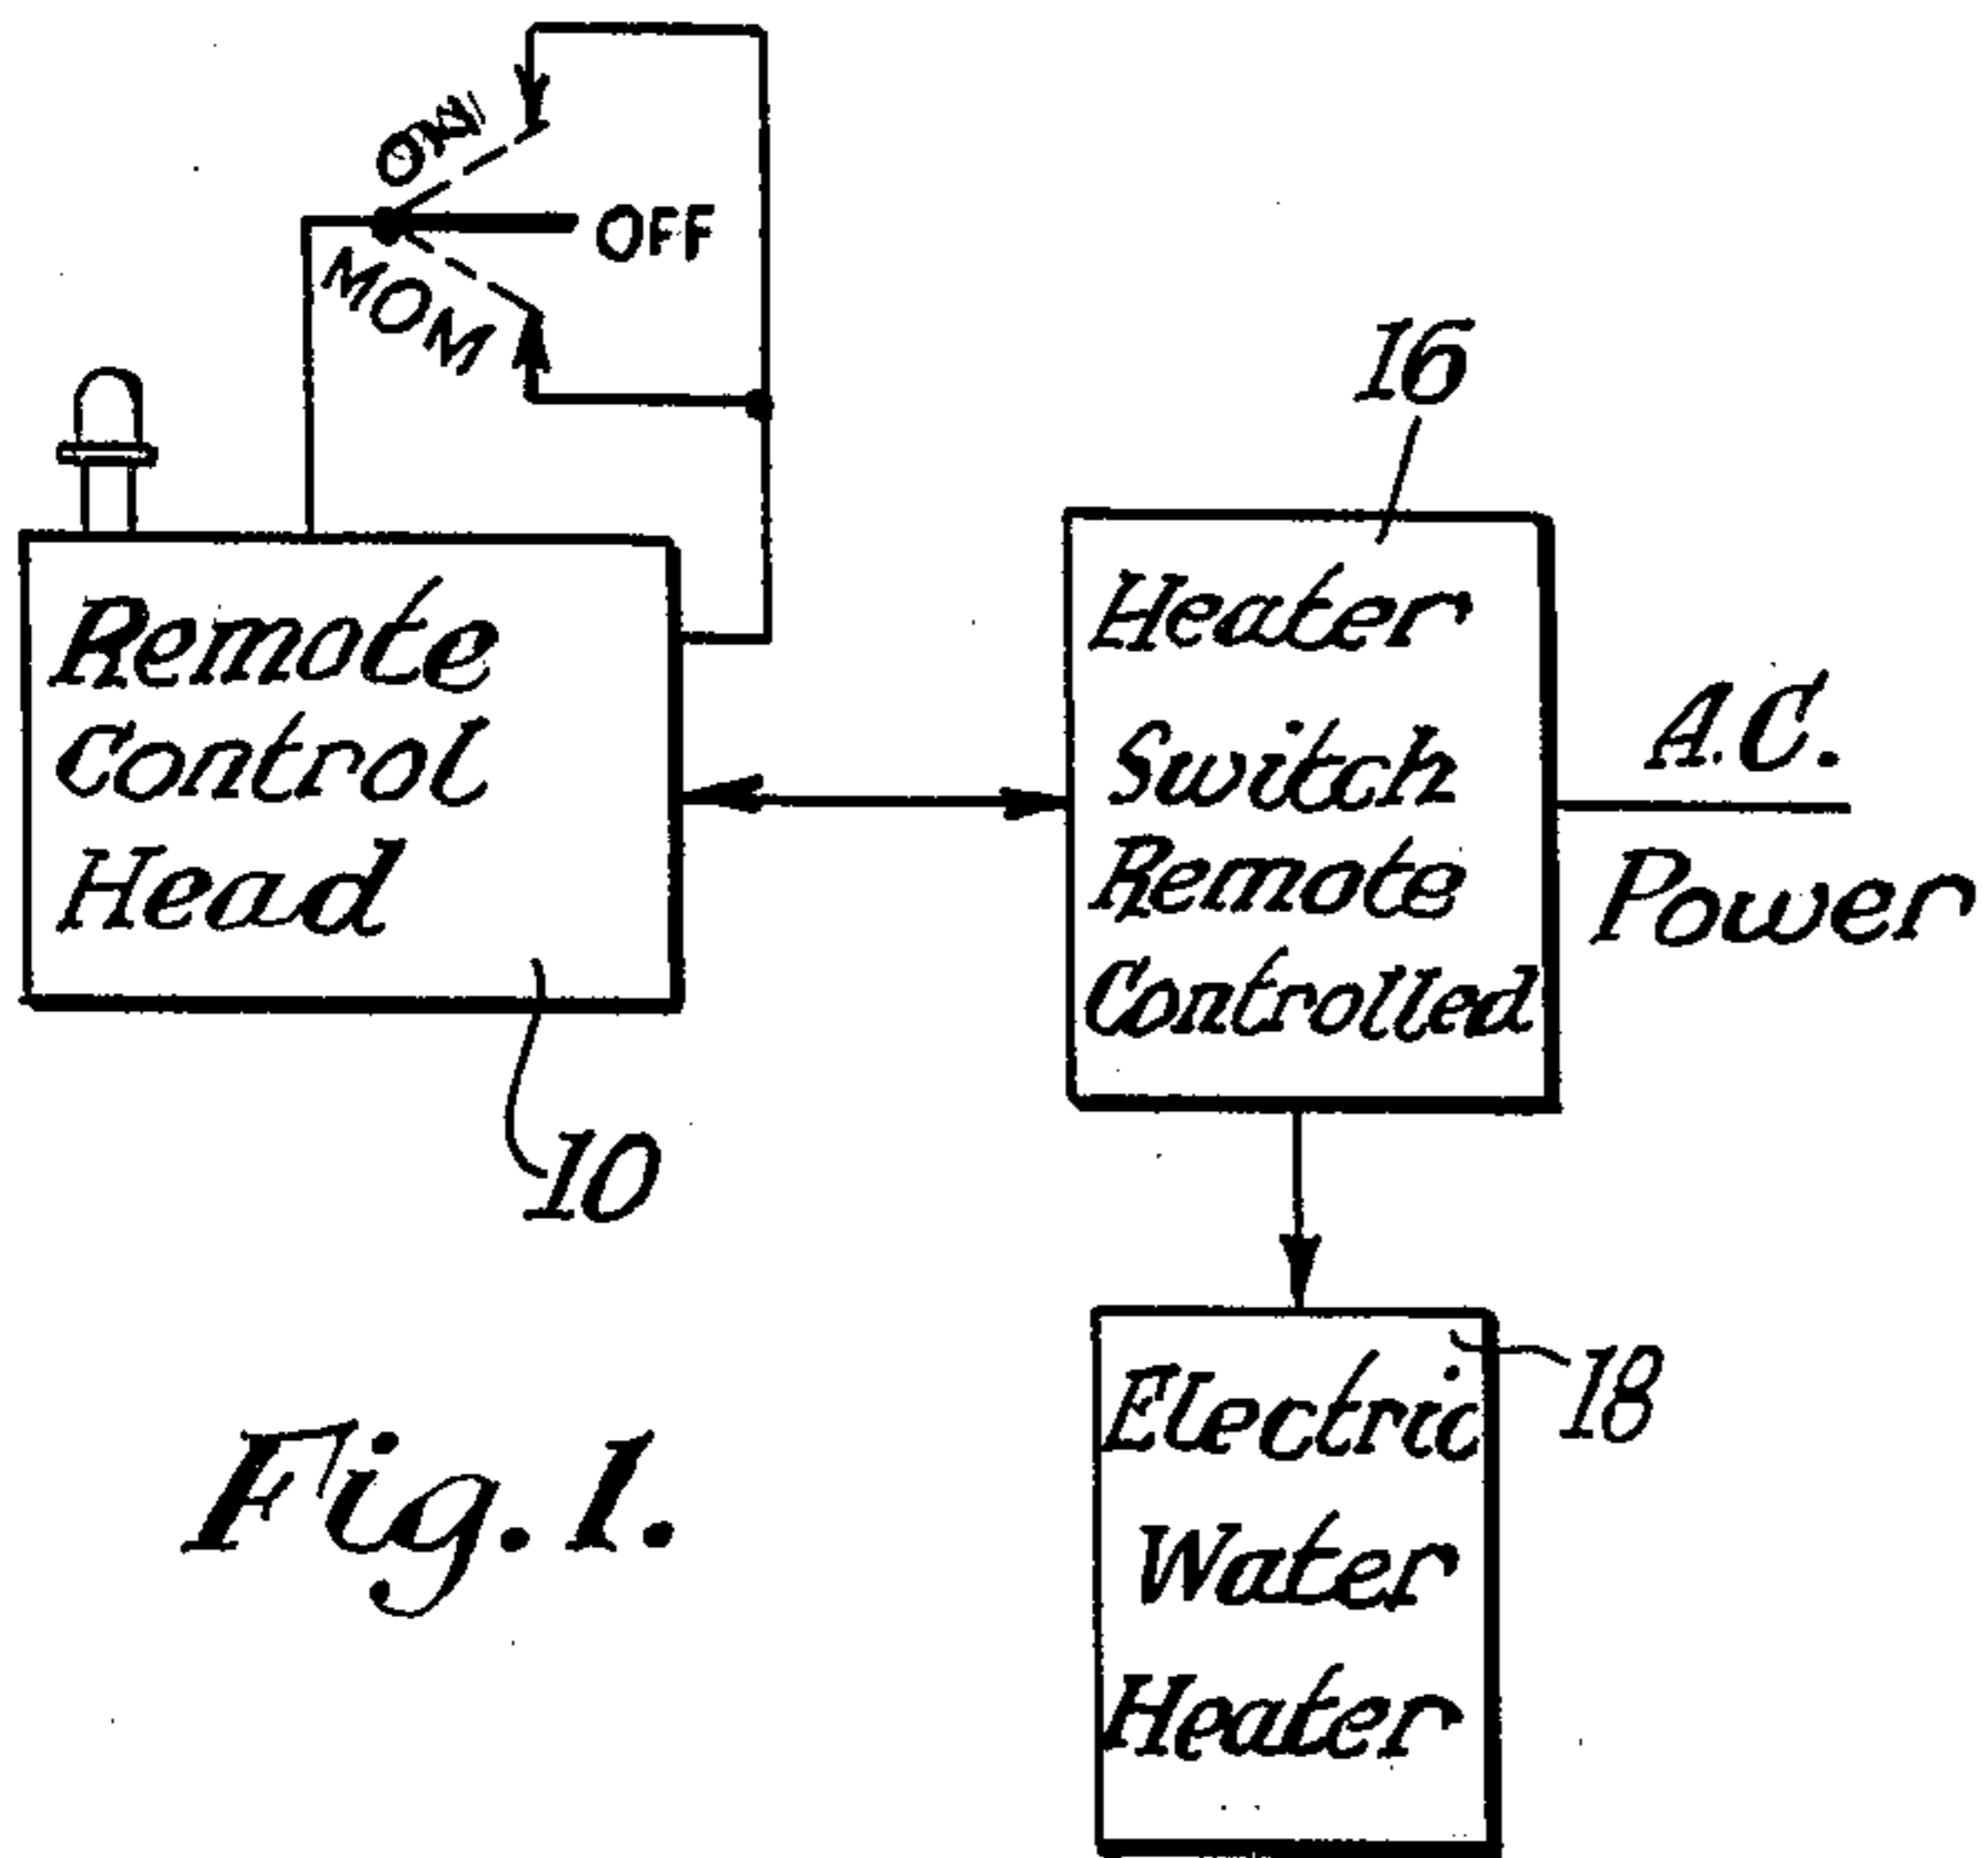 ON
OFF
MOM
16
Remote
Control
Head
10
Heater
Switch
Remote
Controlled
A.C.
Power
Electric
Water
Heater
18
Fig. 1.